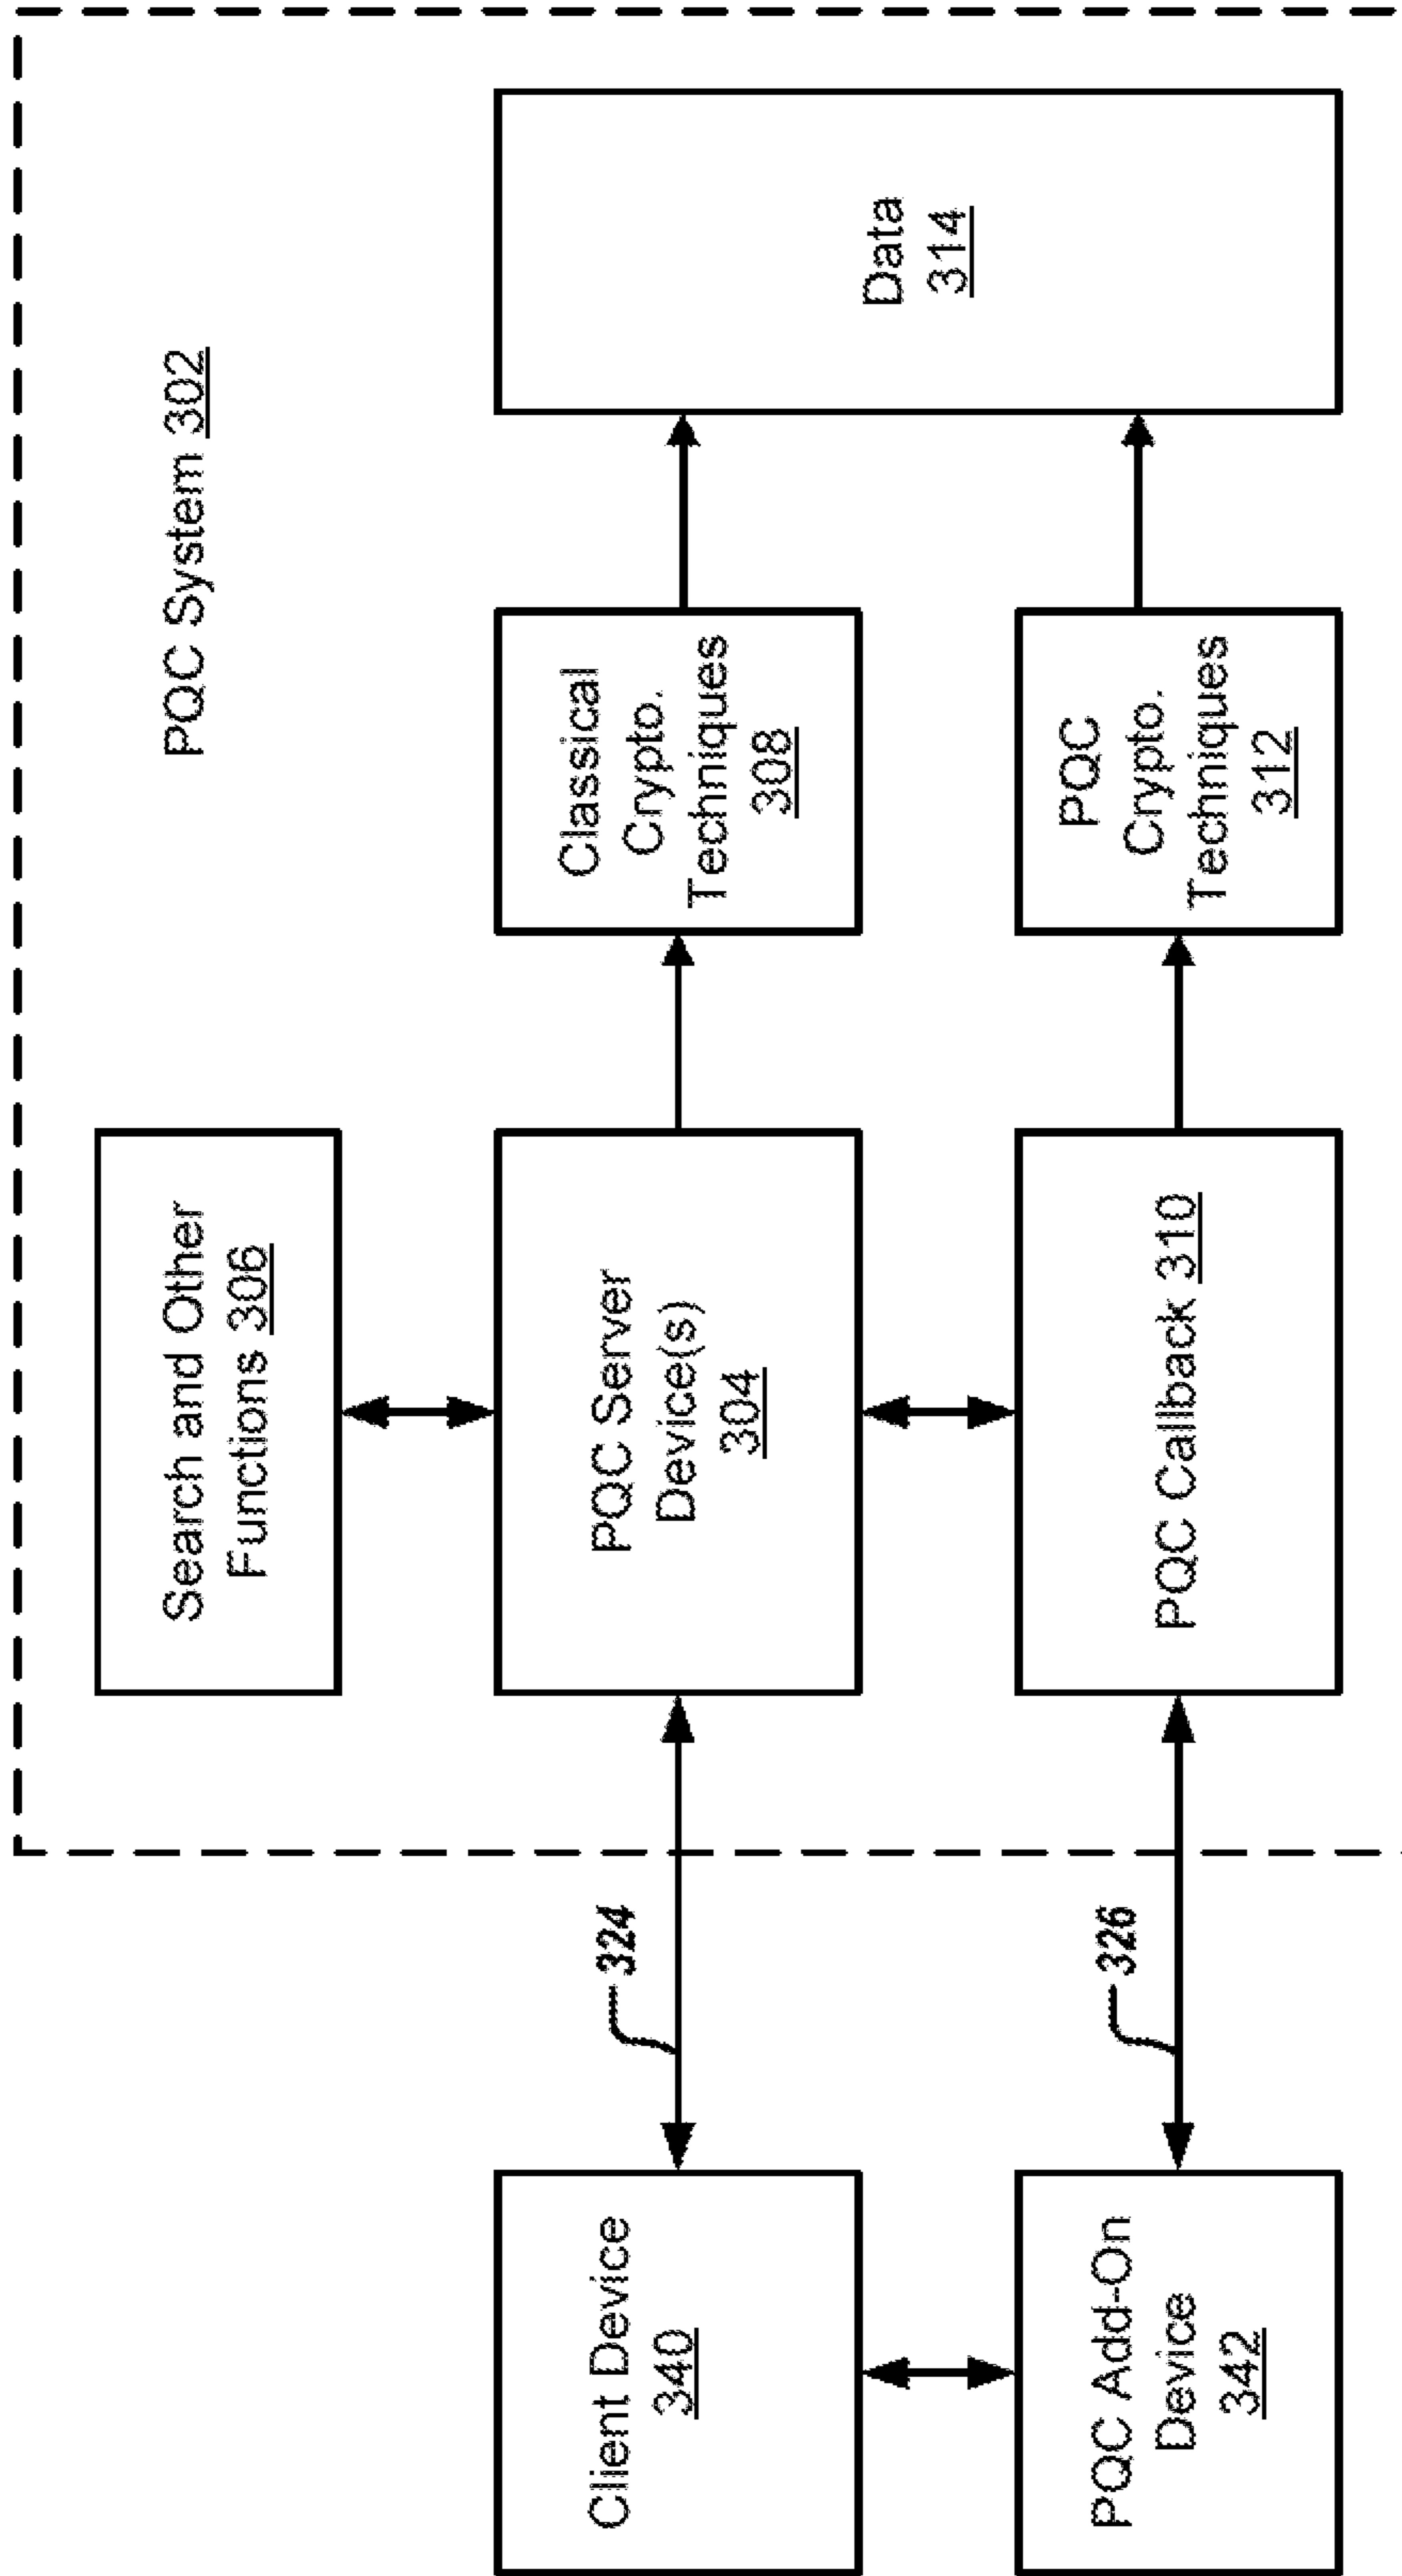 PQC System 302
Search and Other
Functions 306
Client Device
340
324
PQC Server
Device(s)
304
Classical
Crypto.
Techniques
308
Data
314
PQC Add-On
Device
342
326
PQC Callback 310
PQC
Crypto.
Techniques
312